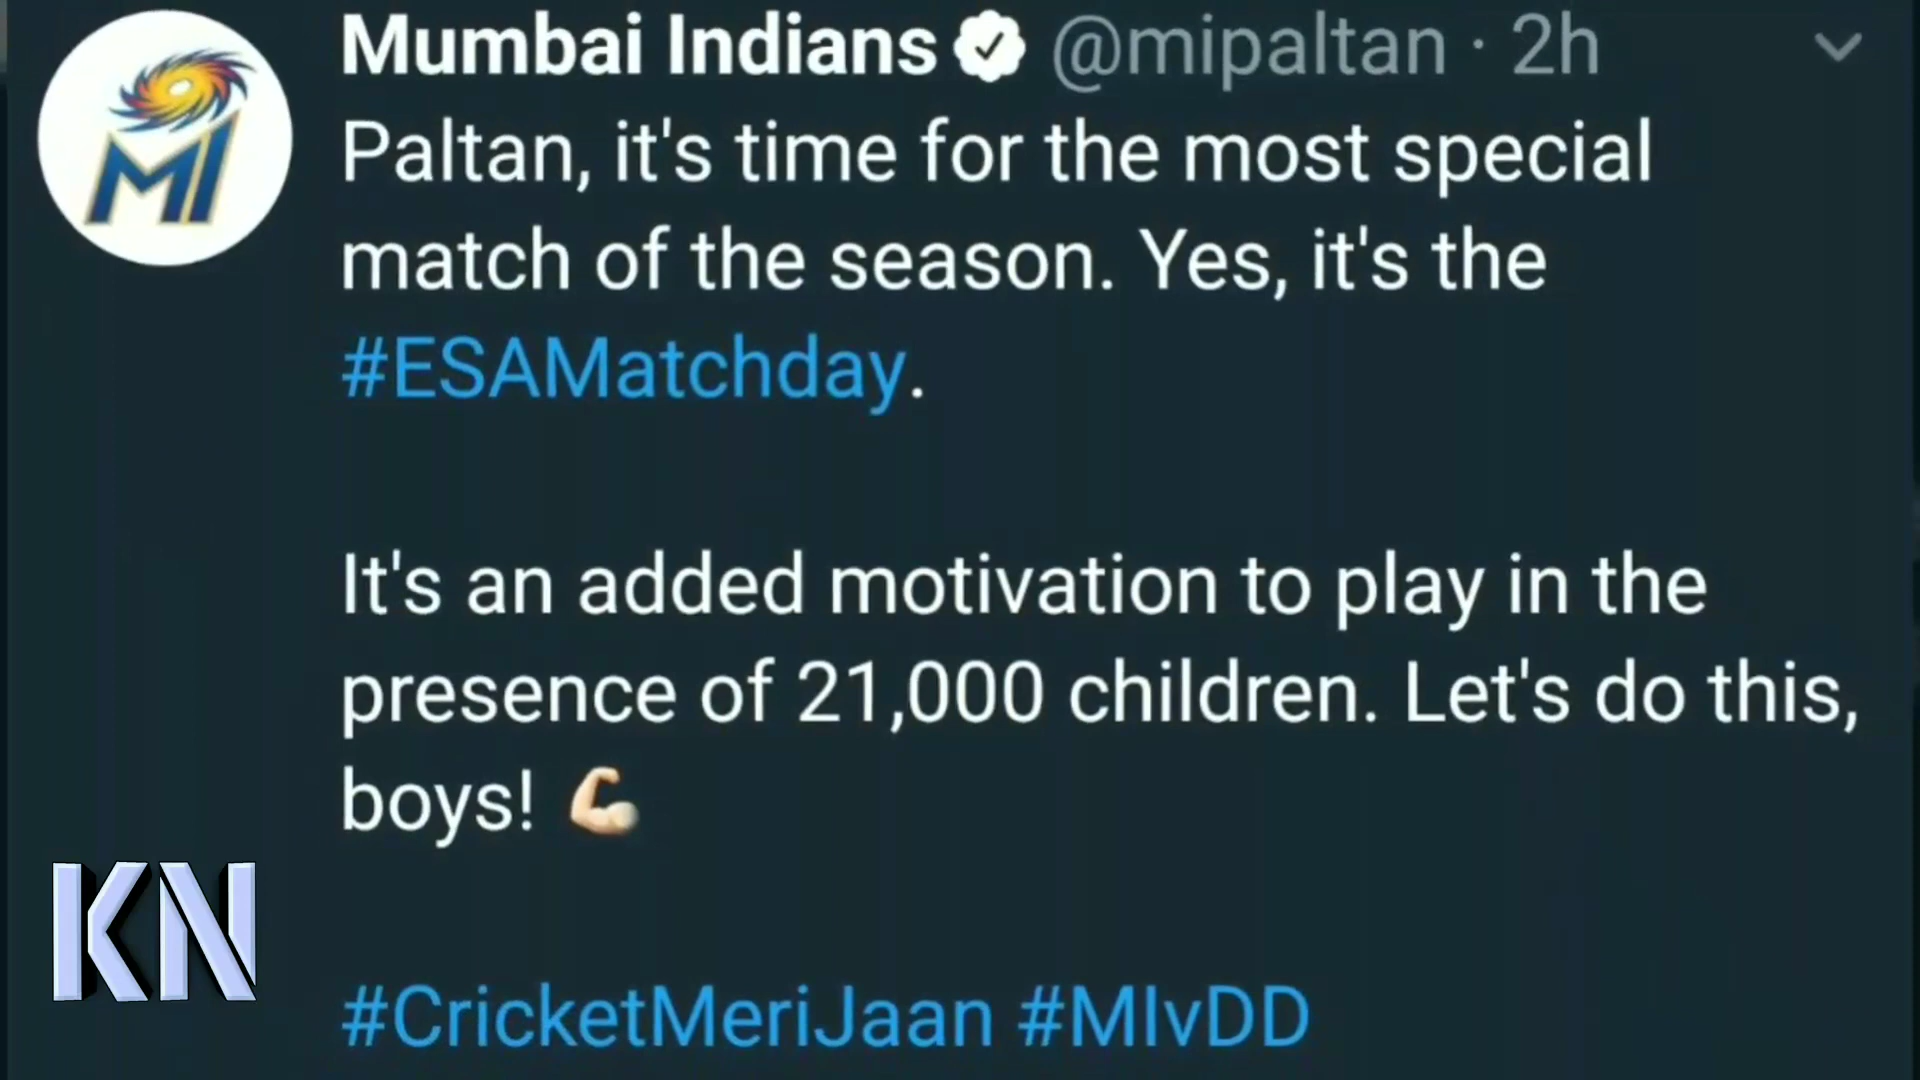 MI
Mumbai Indians @mipaltan · 2h
Paltan, it's time for the most special
match of the season. Yes, it's the
#ESAMatchday.
It's an added motivation to play in the
presence of 21,000 children. Let's do this,
boys! 💪🏻
KN
#CricketMeriJaan #MIvDD